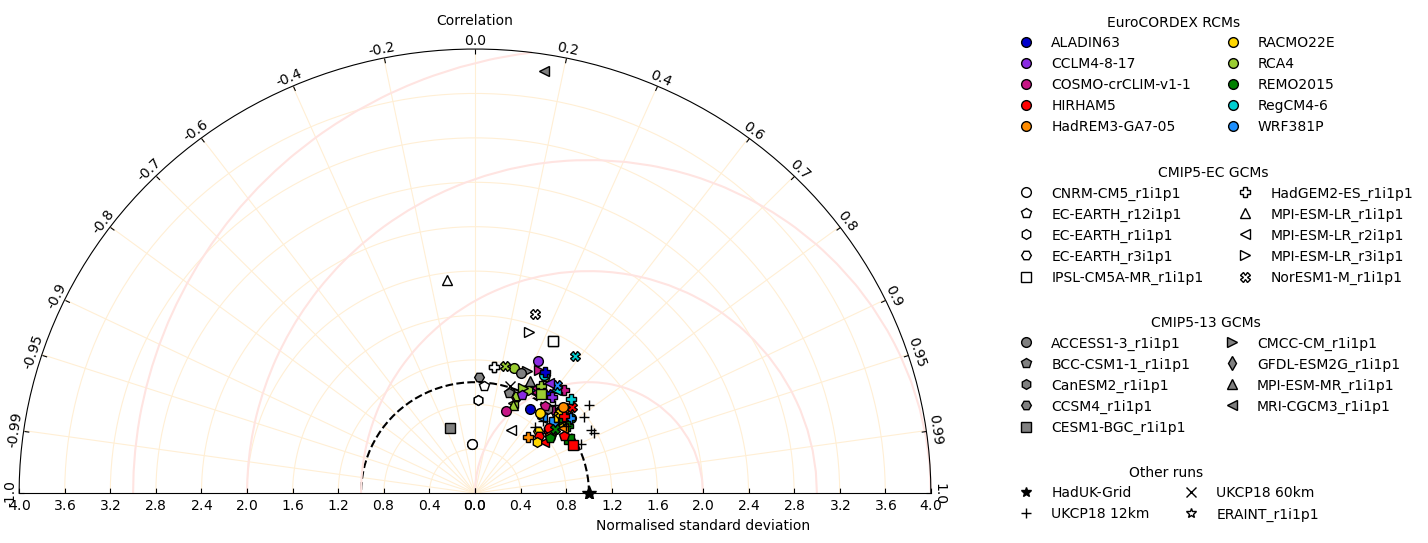 Correlation
0.0
-0.2
0.2
-0.4
0.4
-0.6
0.6
-0.7
0.7
-0.8
0.8
-0.9
0.9
-0.95
0.95
-0.99
0.99
1.0
1.0
4.0 3.6 3.2 2.8 2.4 2.0 1.6 1.2 0.8 0.4 0.0 0.0 0.4 0.8 1.2 1.6 2.0 2.4 2.8 3.2 3.6 4.0
Normalised standard deviation
EuroCORDEX RCMs
ALADIN63
CCLM4-8-17
COSMO-crCLIM-v1-1
HIRHAM5
HadREM3-GA7-05
RACMO22E
RCA4
REMO2015
RegCM4-6
WRF381P
CMIP5-EC GCMs
CNRM-CM5_r1i1p1
EC-EARTH_r12i1p1
EC-EARTH_r1i1p1
EC-EARTH_r3i1p1
IPSL-CM5A-MR_r1i1p1
HadGEM2-ES_r1i1p1
MPI-ESM-LR_r1i1p1
MPI-ESM-LR_r2i1p1
MPI-ESM-LR_r3i1p1
NorESM1-M_r1i1p1
CMIP5-13 GCMs
ACCESS1-3_r1i1p1
BCC-CSM1-1_r1i1p1
CanESM2_r1i1p1
CCSM4_r1i1p1
CESM1-BGC_r1i1p1
CMCC-CM_r1i1p1
GFDL-ESM2G_r1i1p1
MPI-ESM-MR_r1i1p1
MRI-CGCM3_r1i1p1
Other runs
HadUK-Grid
UKCP18 12km
UKCP18 60km
ERAINT_r1i1p1